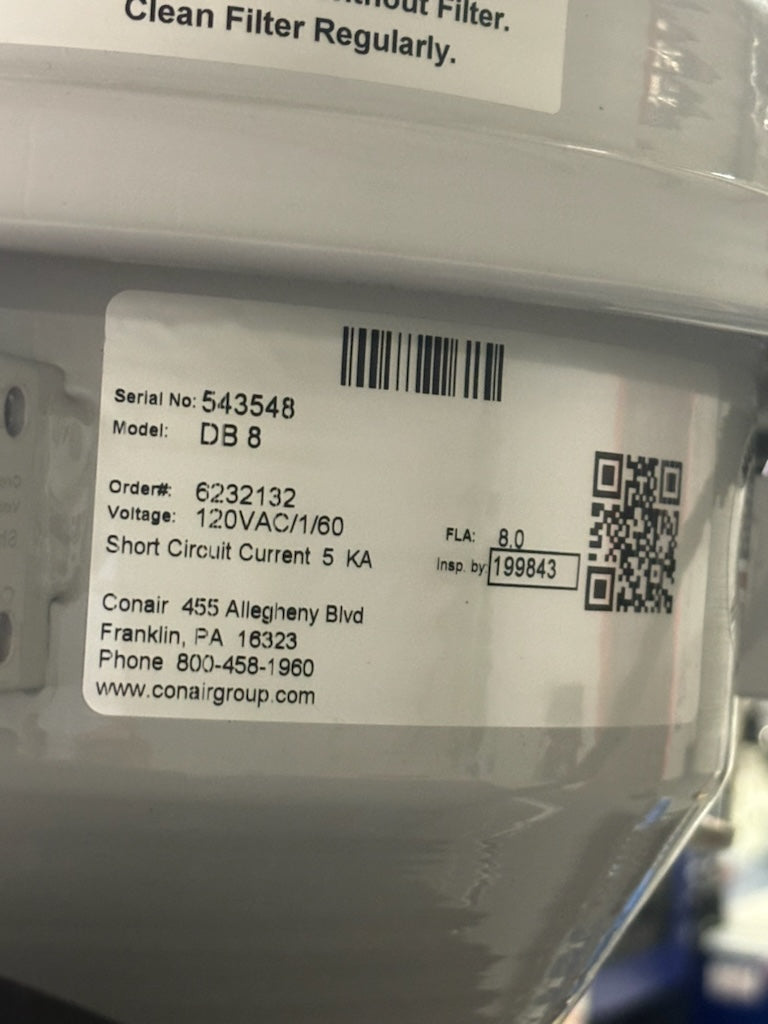 thout Filter.
Clean Filter Regularly.
Serial No: 543548
Model: DB 8
Order#: 6232132
Voltage: 120VAC/1/60
Short Circuit Current 5 KA
FLA: 8.0
Insp. by: 199843
Conair 455 Allegheny Blvd
Franklin, PA 16323
Phone 800-458-1960
www.conairgroup.com